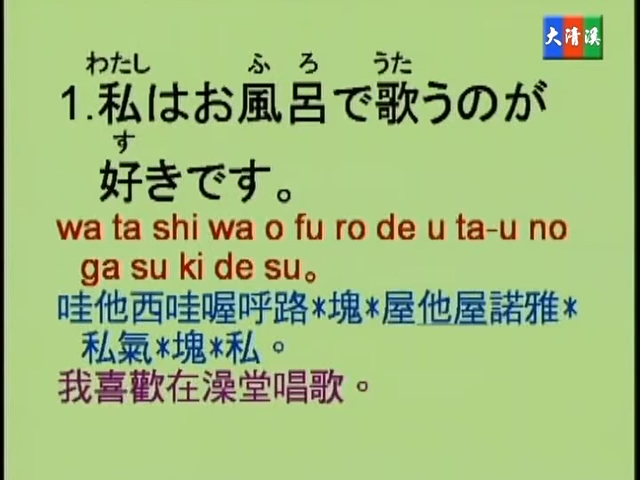 大清溪
わたし ふ ろ うた
1.私はお風呂で歌うのが
す
好きです。
wa ta shi wa o fu ro de u ta-u no
ga su ki de su。
哇他西哇喔呼路*塊*屋他屋諾雅*
私氣*塊*私。
我喜歡在澡堂唱歌。